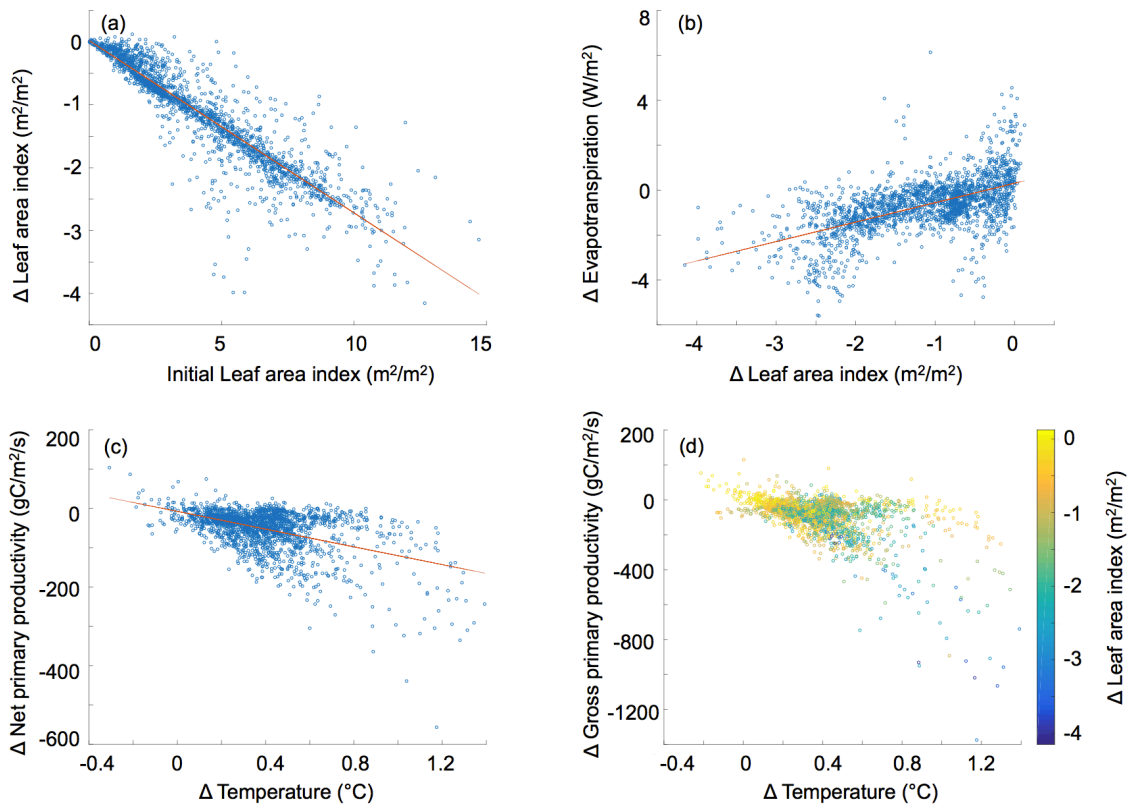 (a)
0
-1
-2
-3
-4
Δ Leaf area index (m²/m²)
0 5 10 15
Initial Leaf area index (m²/m²)
(b)
8
4
0
-4
Δ Evapotranspiration (W/m²)
-4 -3 -2 -1 0
Δ Leaf area index (m²/m²)
(c)
200
0
-200
-400
-600
Δ Net primary productivity (gC/m²/s)
-0.4 0 0.4 0.8 1.2
Δ Temperature (°C)
(d)
200
0
-400
-800
-1200
Δ Gross primary productivity (gC/m²/s)
-0.4 0 0.4 0.8 1.2
Δ Temperature (°C)
0
-1
-2
-3
-4
Δ Leaf area index (m²/m²)